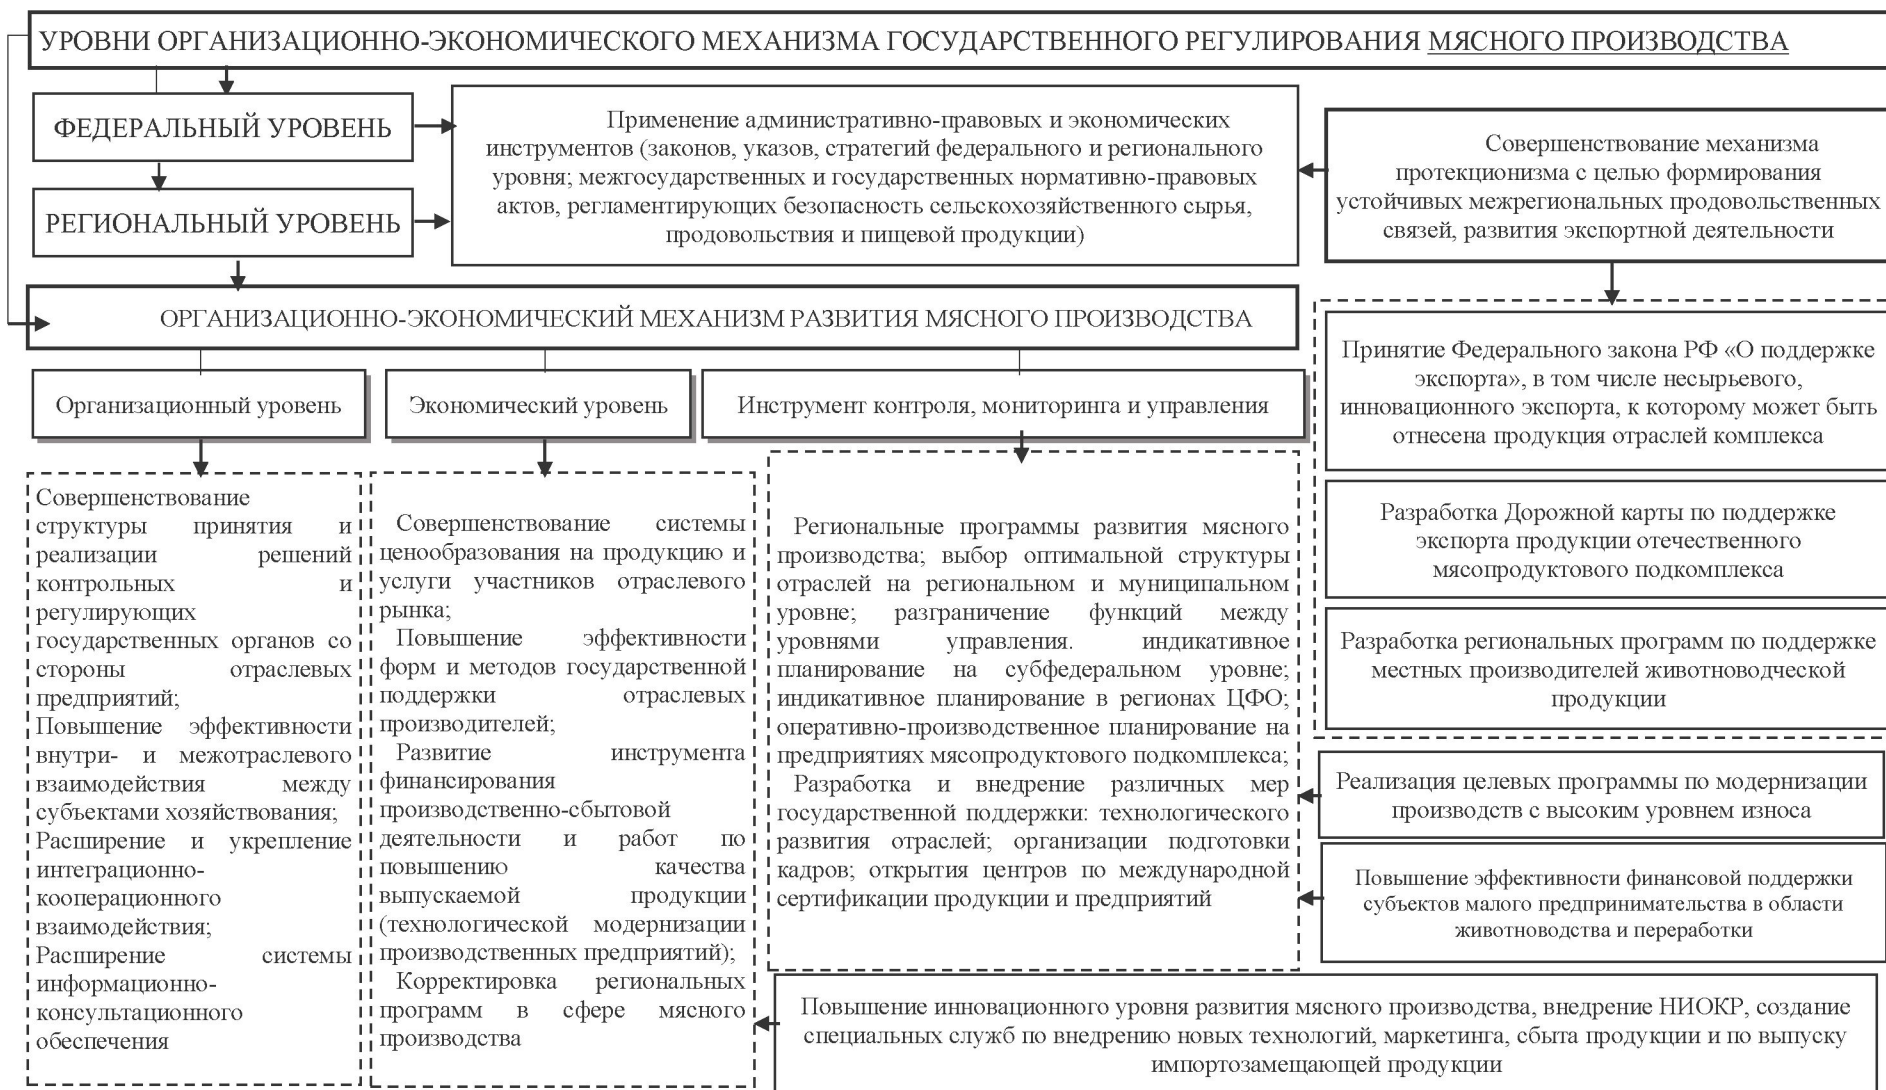 УРОВНИ ОРГАНИЗАЦИОННО-ЭКОНОМИЧЕСКОГО МЕХАНИЗМА ГОСУДАРСТВЕННОГО РЕГУЛИРОВАНИЯ МЯСНОГО ПРОИЗВОДСТВА
ФЕДЕРАЛЬНЫЙ УРОВЕНЬ
РЕГИОНАЛЬНЫЙ УРОВЕНЬ
Применение административно-правовых и экономических
инструментов (законов, указов, стратегий федерального и регионального
уровня; межгосударственных и государственных нормативно-правовых
актов, регламентирующих безопасность сельскохозяйственного сырья,
продовольствия и пищевой продукции)
Совершенствование механизма
протекционизма с целью формирования
устойчивых межрегиональных продовольственных
связей, развития экспортной деятельности
ОРГАНИЗАЦИОННО-ЭКОНОМИЧЕСКИЙ МЕХАНИЗМ РАЗВИТИЯ МЯСНОГО ПРОИЗВОДСТВА
Организационный уровень
Экономический уровень
Инструмент контроля, мониторинга и управления
Совершенствование
структуры принятия и
реализации решений
контрольных и
регулирующих
государственных органов со
стороны отраслевых
предприятий;
Повышение эффективности
внутри- и межотраслевого
взаимодействия между
субъектами хозяйствования;
Расширение и укрепление
интеграционно-
кооперационного
взаимодействия;
Расширение системы
информационно-
консультационного
обеспечения
Совершенствование системы
ценообразования на продукцию и
услуги участников отраслевого
рынка;
Повышение эффективности
форм и методов государственной
поддержки отраслевых
производителей;
Развитие инструмента
финансирования
производственно-сбытовой
деятельности и работ по
повышению качества
выпускаемой продукции
(технологической модернизации
производственных предприятий);
Корректировка региональных
программ в сфере мясного
производства
Региональные программы развития мясного
производства; выбор оптимальной структуры
отраслей на региональном и муниципальном
уровне; разграничение функций между
уровнями управления. индикативное
планирование на субфедеральном уровне;
индикативное планирование в регионах ЦФО;
оперативно-производственное планирование на
предприятиях мясопродуктового подкомплекса;
Разработка и внедрение различных мер
государственной поддержки: технологического
развития отраслей; организации подготовки
кадров; открытия центров по международной
сертификации продукции и предприятий
Принятие Федерального закона РФ «О поддержке
экспорта», в том числе несырьевого,
инновационного экспорта, к которому может быть
отнесена продукция отраслей комплекса
Разработка Дорожной карты по поддержке
экспорта продукции отечественного
мясопродуктового подкомплекса
Разработка региональных программ по поддержке
местных производителей животноводческой
продукции
Реализация целевых программы по модернизации
производств с высоким уровнем износа
Повышение эффективности финансовой поддержки
субъектов малого предпринимательства в области
животноводства и переработки
Повышение инновационного уровня развития мясного производства, внедрение НИОКР, создание
специальных служб по внедрению новых технологий, маркетинга, сбыта продукции и по выпуску
импортозамещающей продукции